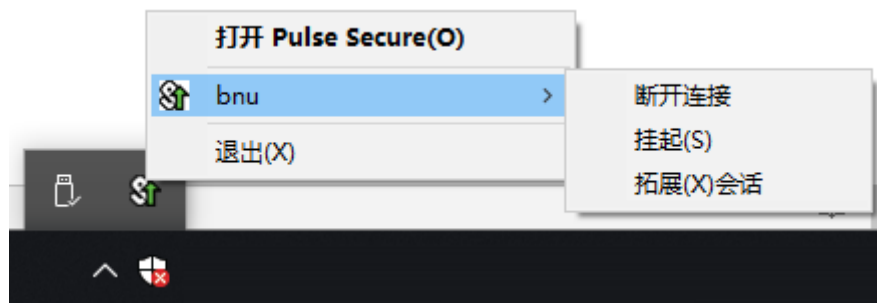 打开 Pulse Secure(O)
bnu
退出(X)
断开连接
挂起(S)
拓展(X)会话